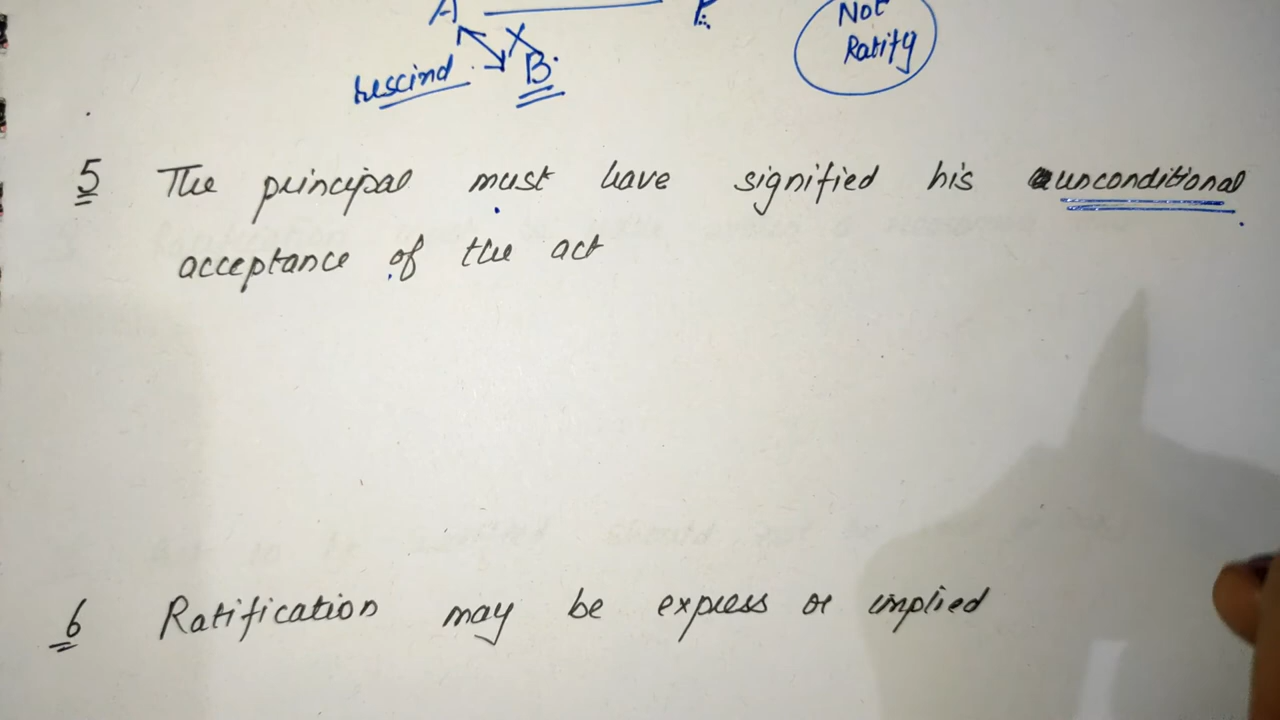 A
Not
Ratify
rescind
B
5 The principal must have signified his unconditional
acceptance of the act
6 Ratification may be express or implied